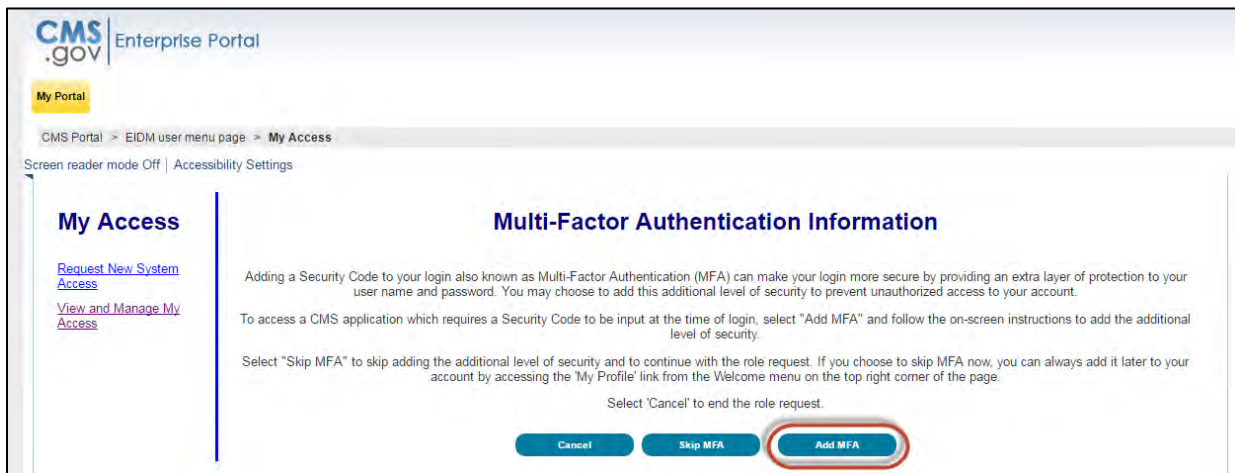 CMS
.gov
Enterprise Portal
My Portal
CMS Portal > EIDM user menu page > My Access
Screen reader mode Off | Accessibility Settings
My Access
Request New System
Access
View and Manage My
Access
Multi-Factor Authentication Information
Adding a Security Code to your login also known as Multi-Factor Authentication (MFA) can make your login more secure by providing an extra layer of protection to your
user name and password. You may choose to add this additional level of security to prevent unauthorized access to your account.
To access a CMS application which requires a Security Code to be input at the time of login, select "Add MFA" and follow the on-screen instructions to add the additional
level of security.
Select "Skip MFA" to skip adding the additional level of security and to continue with the role request. If you choose to skip MFA now, you can always add it later to your
account by accessing the 'My Profile' link from the Welcome menu on the top right corner of the page.
Select 'Cancel' to end the role request.
Cancel Skip MFA Add MFA